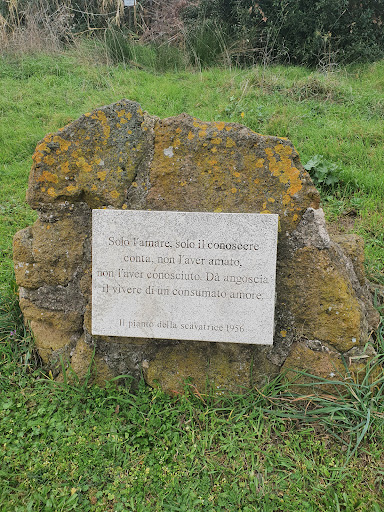 Solo l'amare, solo il conoscere
conta, non l'aver amato,
non l'aver conosciuto. Dà angoscia
il vivere di un consumato amore.
Il pianto della scavatrice 1956